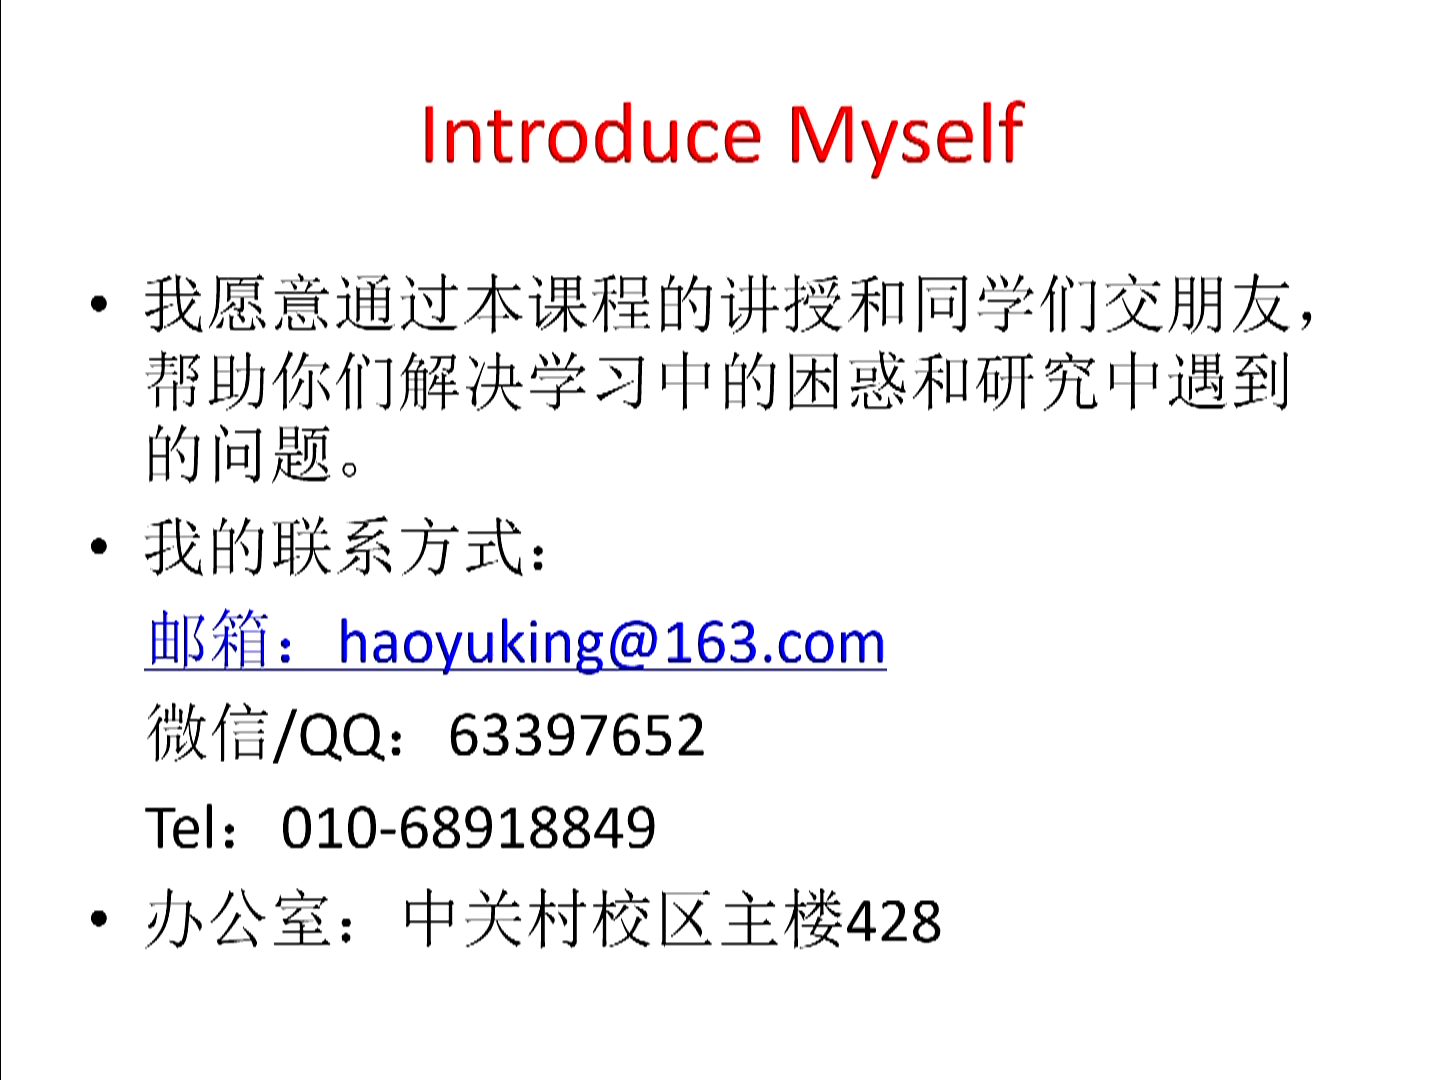 Introduce Myself
• 我愿意通过本课程的讲授和同学们交朋友，
帮助你们解决学习中的困惑和研究中遇到
的问题。
• 我的联系方式：
邮箱：haoyuking@163.com
微信/QQ：63397652
Tel：010-68918849
• 办公室：中关村校区主楼428